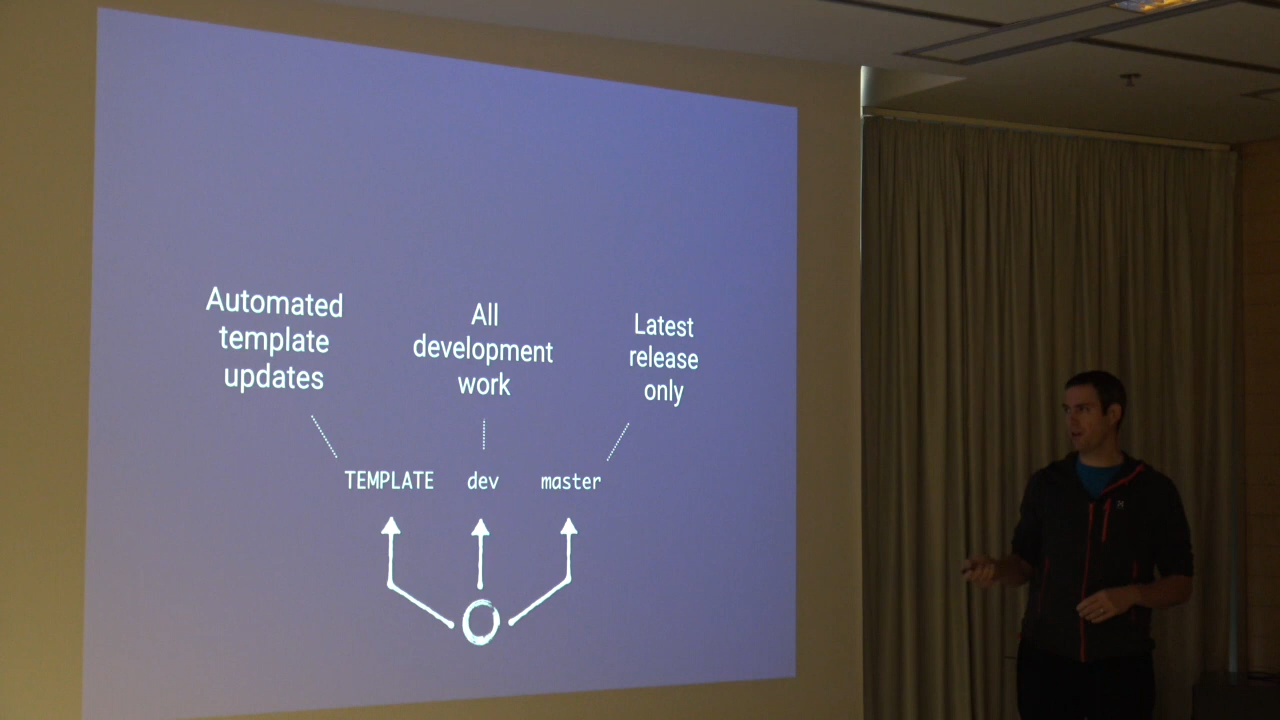 Automated
template
updates
All
development
work
Latest
release
only
TEMPLATE dev master